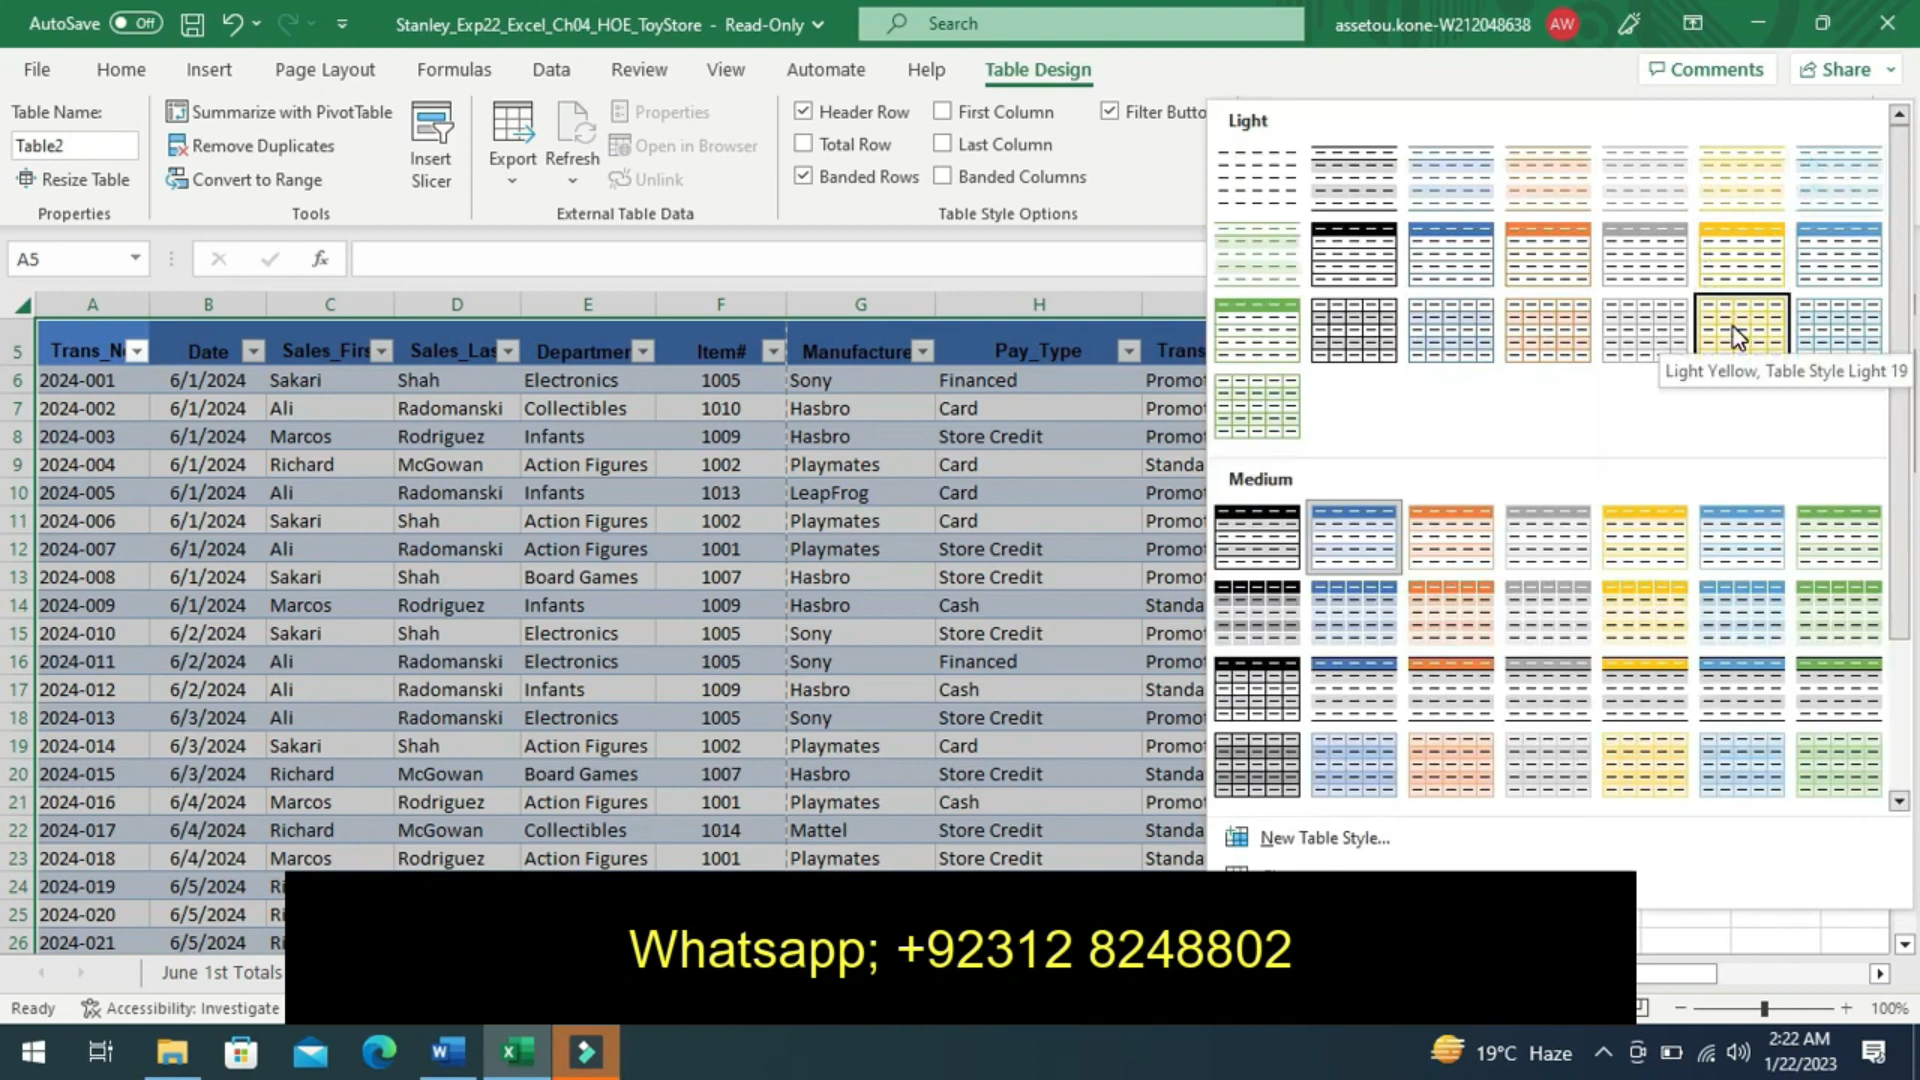 AutoSave Off Stanley_Exp22_Excel_Ch04_HOE_ToyStore - Read-Only Search assetou.kone-W212048638 AW
File Home Insert Page Layout Formulas Data Review View Automate Help Table Design Comments Share
Table Name: Summarize with PivotTable Properties Header Row First Column Filter Butto
Table2 Remove Duplicates Insert Export Refresh Open in Browser Total Row Last Column
Resize Table Convert to Range Slicer Unlink Banded Rows Banded Columns
Properties Tools External Table Data Table Style Options
A5 fx
Light
Light Yellow, Table Style Light 19
Medium
New Table Style...
A B C D E F G H
5 Trans_N Date Sales_Firs Sales_Las Departmen Item# Manufacture Pay_Type Trans
6 2024-001 6/1/2024 Sakari Shah Electronics 1005 Sony Financed Promot
7 2024-002 6/1/2024 Ali Radomanski Collectibles 1010 Hasbro Card Promot
8 2024-003 6/1/2024 Marcos Rodriguez Infants 1009 Hasbro Store Credit Promot
9 2024-004 6/1/2024 Richard McGowan Action Figures 1002 Playmates Card Standa
10 2024-005 6/1/2024 Ali Radomanski Infants 1013 LeapFrog Card Promot
11 2024-006 6/1/2024 Sakari Shah Action Figures 1002 Playmates Card Promot
12 2024-007 6/1/2024 Ali Radomanski Action Figures 1001 Playmates Store Credit Promot
13 2024-008 6/1/2024 Sakari Shah Board Games 1007 Hasbro Store Credit Promot
14 2024-009 6/1/2024 Marcos Rodriguez Infants 1009 Hasbro Cash Standa
15 2024-010 6/2/2024 Sakari Shah Electronics 1005 Sony Store Credit Promot
16 2024-011 6/2/2024 Ali Radomanski Electronics 1005 Sony Financed Promot
17 2024-012 6/2/2024 Ali Radomanski Infants 1009 Hasbro Cash Standa
18 2024-013 6/3/2024 Ali Radomanski Electronics 1005 Sony Store Credit Promot
19 2024-014 6/3/2024 Sakari Shah Action Figures 1002 Playmates Card Promot
20 2024-015 6/3/2024 Richard McGowan Board Games 1007 Hasbro Store Credit Standa
21 2024-016 6/4/2024 Marcos Rodriguez Action Figures 1001 Playmates Cash Promot
22 2024-017 6/4/2024 Richard McGowan Collectibles 1014 Mattel Store Credit Standa
23 2024-018 6/4/2024 Marcos Rodriguez Action Figures 1001 Playmates Store Credit Standa
24 2024-019 6/5/2024 Ri
25 2024-020 6/5/2024 Ri
26 2024-021 6/5/2024 Ri
Whatsapp; +92312 8248802
June 1st Totals
Ready Accessibility: Investigate 100%
19°C Haze 2:22 AM
1/22/2023